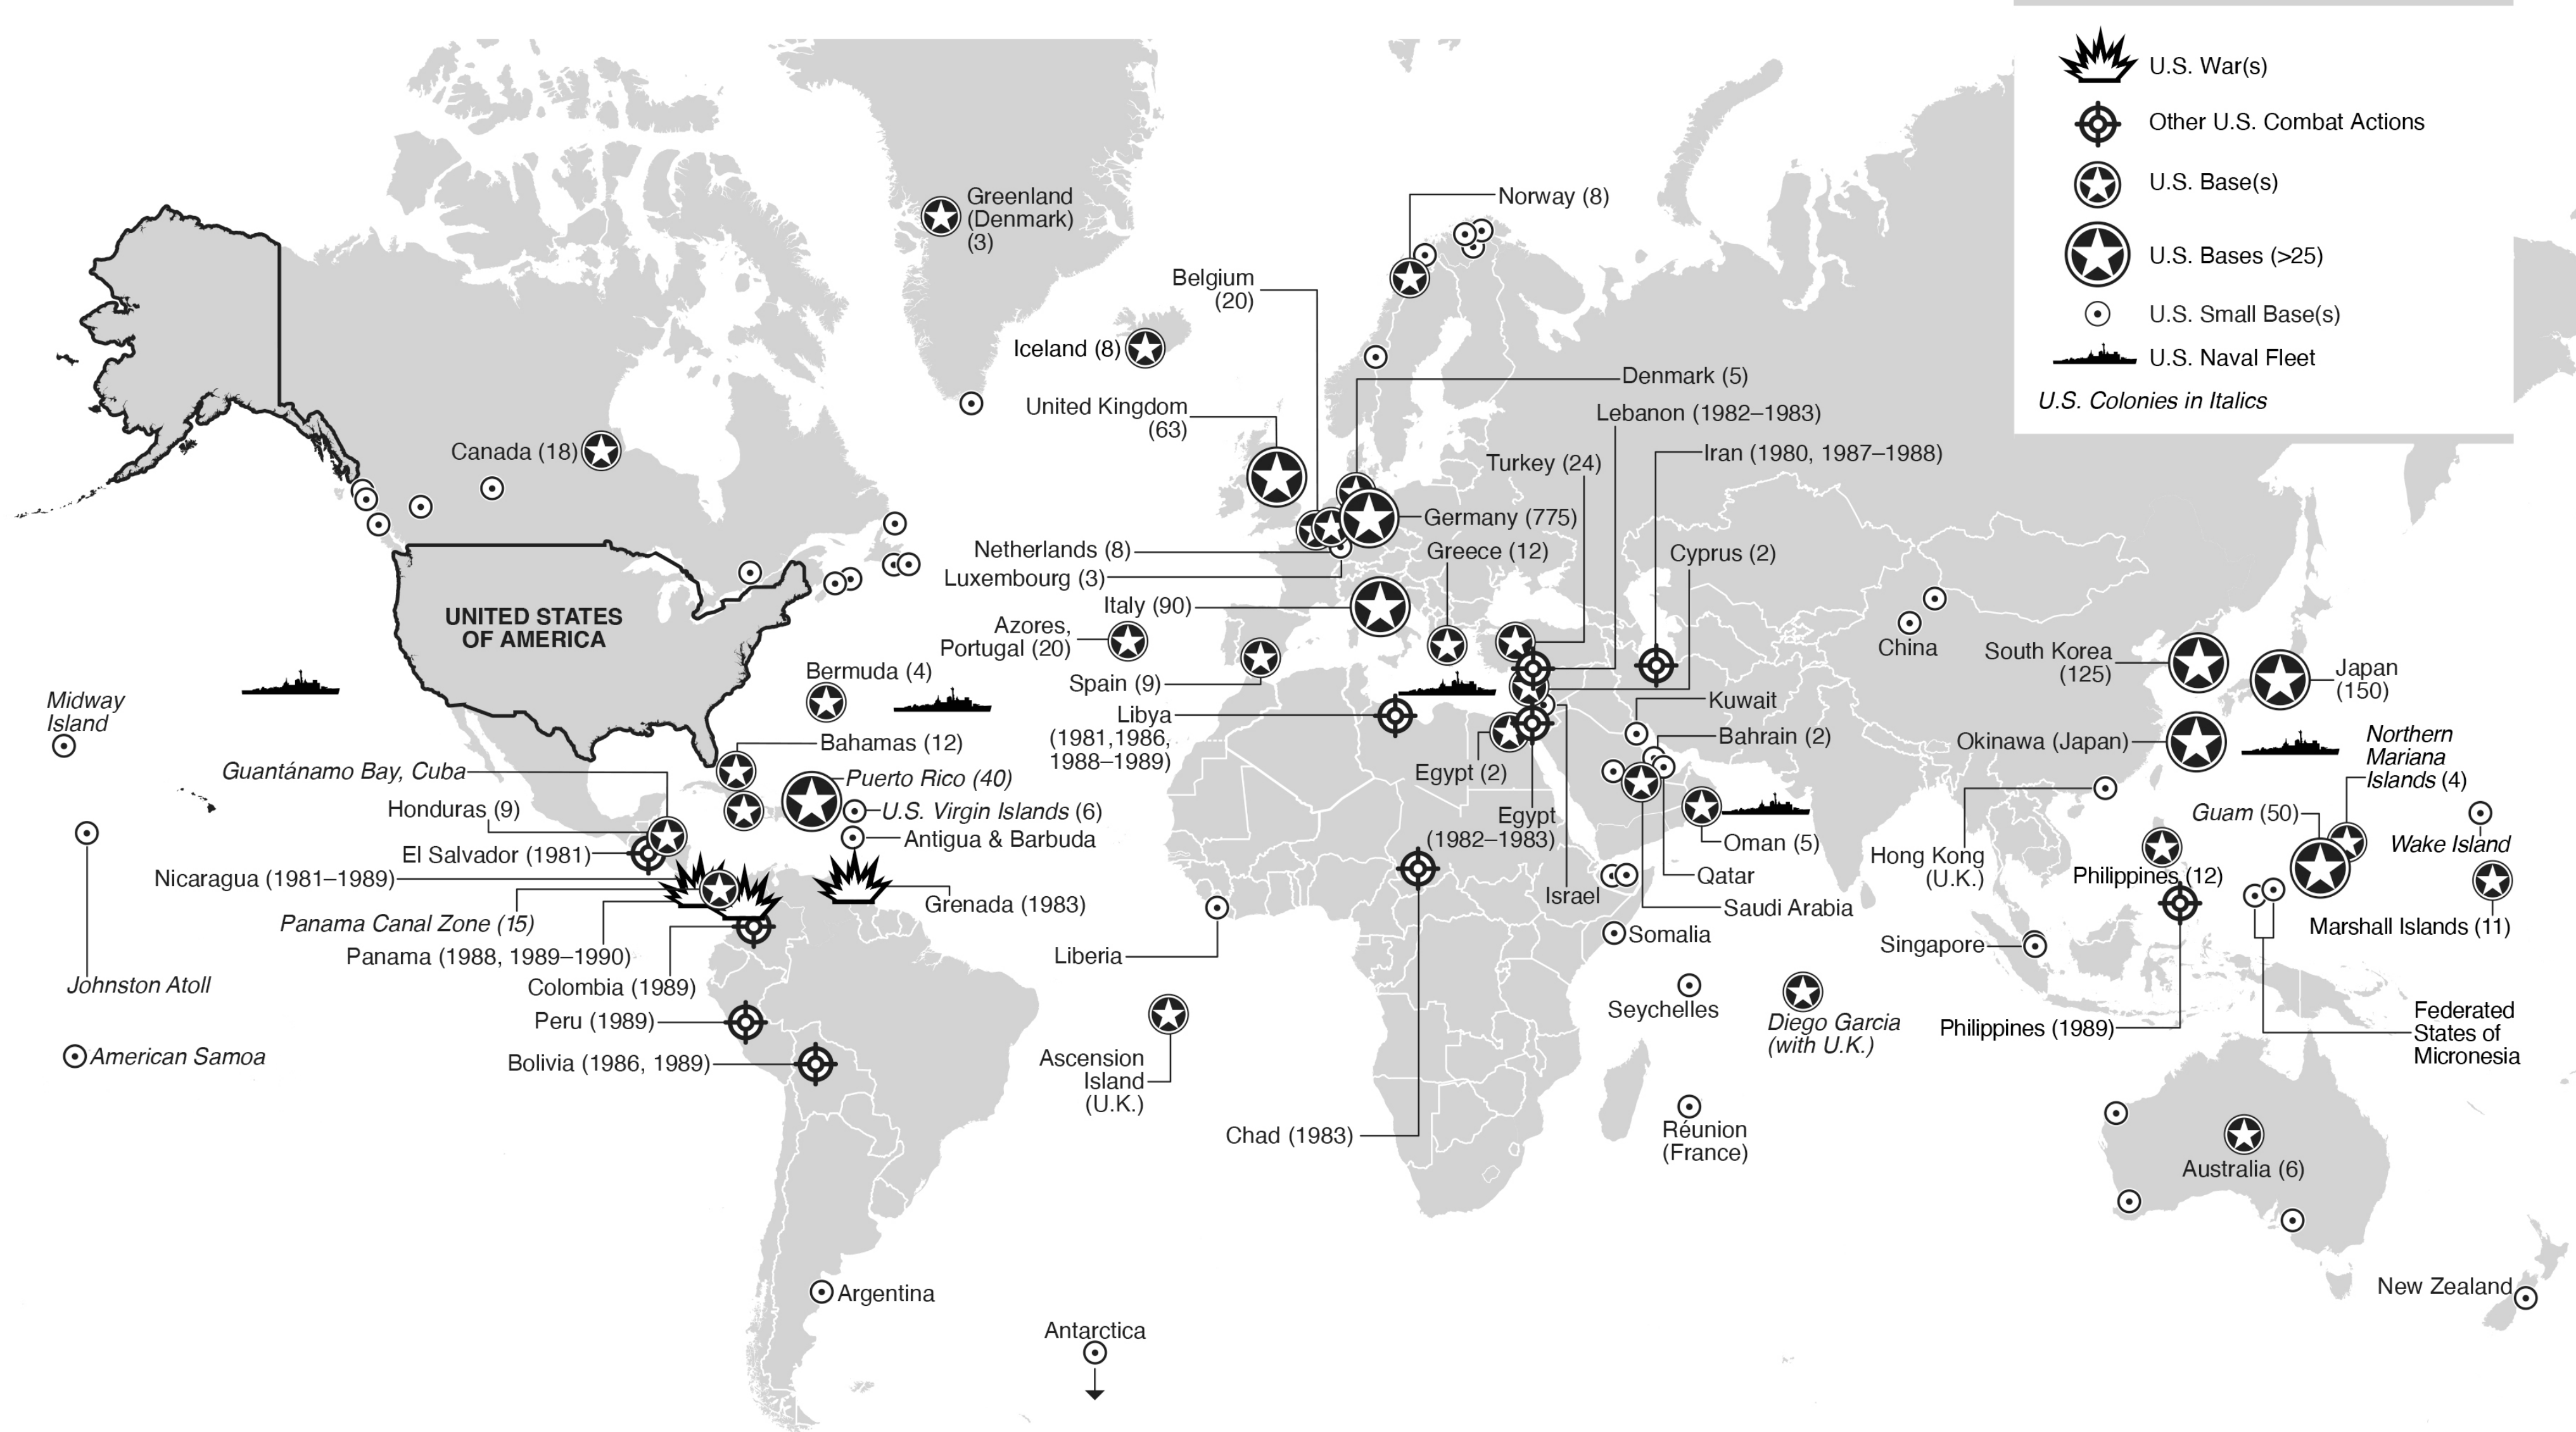 U.S. War(s)
Other U.S. Combat Actions
U.S. Base(s)
U.S. Bases (>25)
U.S. Small Base(s)
U.S. Naval Fleet
U.S. Colonies in Italics
Greenland
(Denmark)
(3)
Norway (8)
Belgium
(20)
Iceland (8)
United Kingdom
(63)
Denmark (5)
Lebanon (1982–1983)
Turkey (24)
Iran (1980, 1987–1988)
Canada (18)
Germany (775)
Netherlands (8)
Greece (12)
Cyprus (2)
Luxembourg (3)
Italy (90)
UNITED STATES
OF AMERICA
Azores,
Portugal (20)
China
South Korea
(125)
Japan
(150)
Bermuda (4)
Spain (9)
Midway
Island
Libya
(1981,1986,
1988–1989)
Kuwait
Bahrain (2)
Okinawa (Japan)
Northern
Mariana
Islands (4)
Bahamas (12)
Guantánamo Bay, Cuba
Puerto Rico (40)
Egypt (2)
Honduras (9)
U.S. Virgin Islands (6)
Egypt
(1982–1983)
Guam (50)
Antigua & Barbuda
Oman (5)
Wake Island
El Salvador (1981)
Hong Kong
(U.K.)
Philippines (12)
Nicaragua (1981–1989)
Qatar
Israel
Grenada (1983)
Saudi Arabia
Panama Canal Zone (15)
Marshall Islands (11)
Somalia
Singapore
Panama (1988, 1989–1990)
Liberia
Johnston Atoll
Colombia (1989)
Seychelles
Peru (1989)
Diego Garcia
(with U.K.)
Philippines (1989)
Federated
States of
Micronesia
American Samoa
Bolivia (1986, 1989)
Ascension
Island
(U.K.)
Chad (1983)
Réunion
(France)
Australia (6)
Argentina
New Zealand
Antarctica